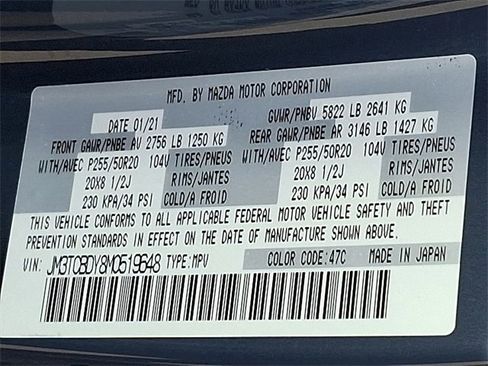 MFD. BY MAZDA MOTOR CORPORATION
DATE 01/21 GVWR/PNBV 5822 LB 2641 KG
FRONT GAWR/PNBE AV 2756 LB 1250 KG REAR GAWR/PNBE AR 3146 LB 1427 KG
WITH/AVEC P255/50R20 104V TIRES/PNEUS WITH/AVEC P255/50R20 104V TIRES/PNEUS
20X8 1/2J RIMS/JANTES 20X8 1/2J RIMS/JANTES
230 KPA/34 PSI COLD/A FROID 230 KPA/34 PSI COLD/A FROID
THIS VEHICLE CONFORMS TO ALL APPLICABLE FEDERAL MOTOR VEHICLE SAFETY AND THEFT
PREVENTION STANDARDS IN EFFECT ON THE DATE OF MANUFACTURE SHOWN ABOVE.
VIN: JM3TCBDY8M0519648 TYPE:MPV COLOR CODE:47C MADE IN JAPAN